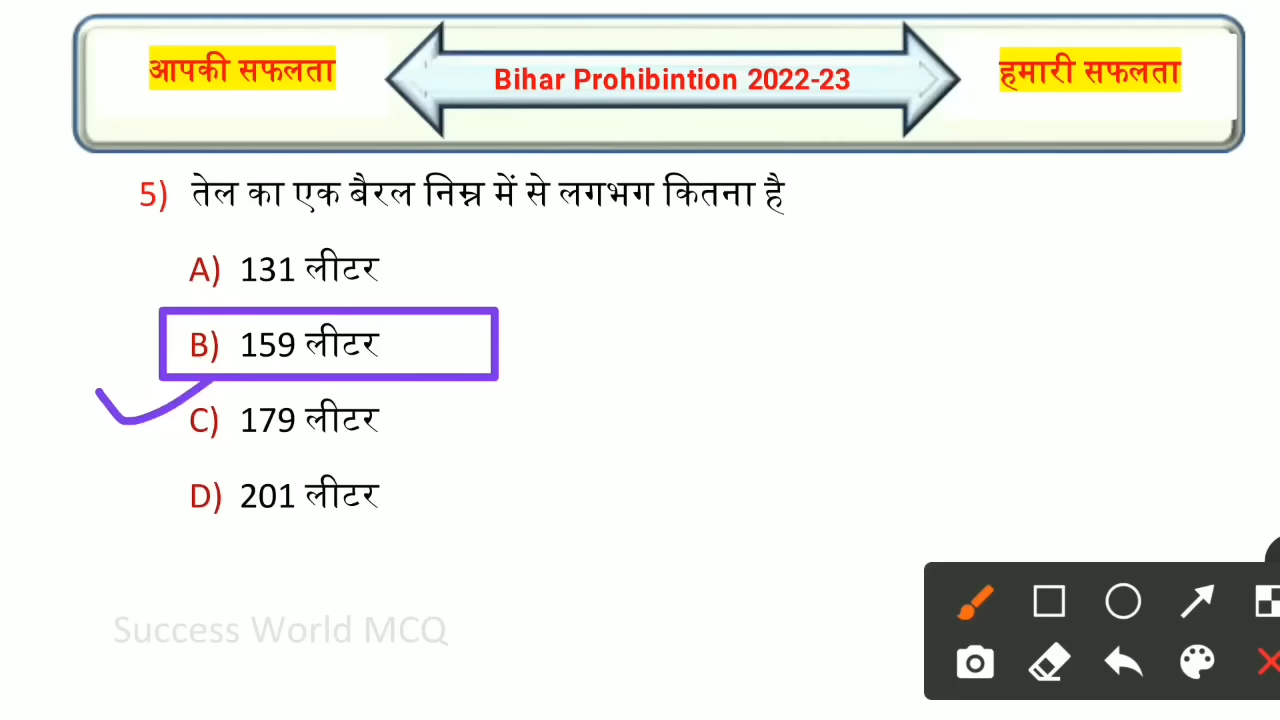 आपकी सफलता
Bihar Prohibintion 2022-23
हमारी सफलता
5) तेल का एक बैरल निम्न में से लगभग कितना है
A) 131 लीटर
B) 159 लीटर
C) 179 लीटर
D) 201 लीटर
Success World MCQ